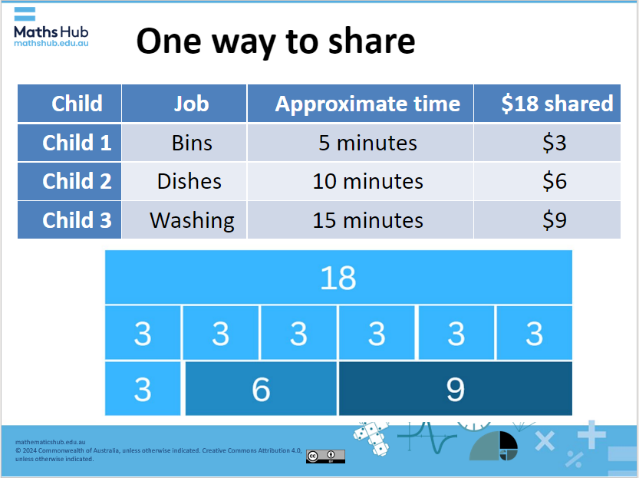 Maths Hub
mathshub.edu.au
One way to share
Child Job Approximate time $18 shared
Child 1 Bins 5 minutes $3
Child 2 Dishes 10 minutes $6
Child 3 Washing 15 minutes $9
18
3 3 3 3 3 3
3 6 9
mathematicshub.edu.au
© 2024 Commonwealth of Australia, unless otherwise indicated. Creative Commons Attribution 4.0,
unless otherwise indicated.